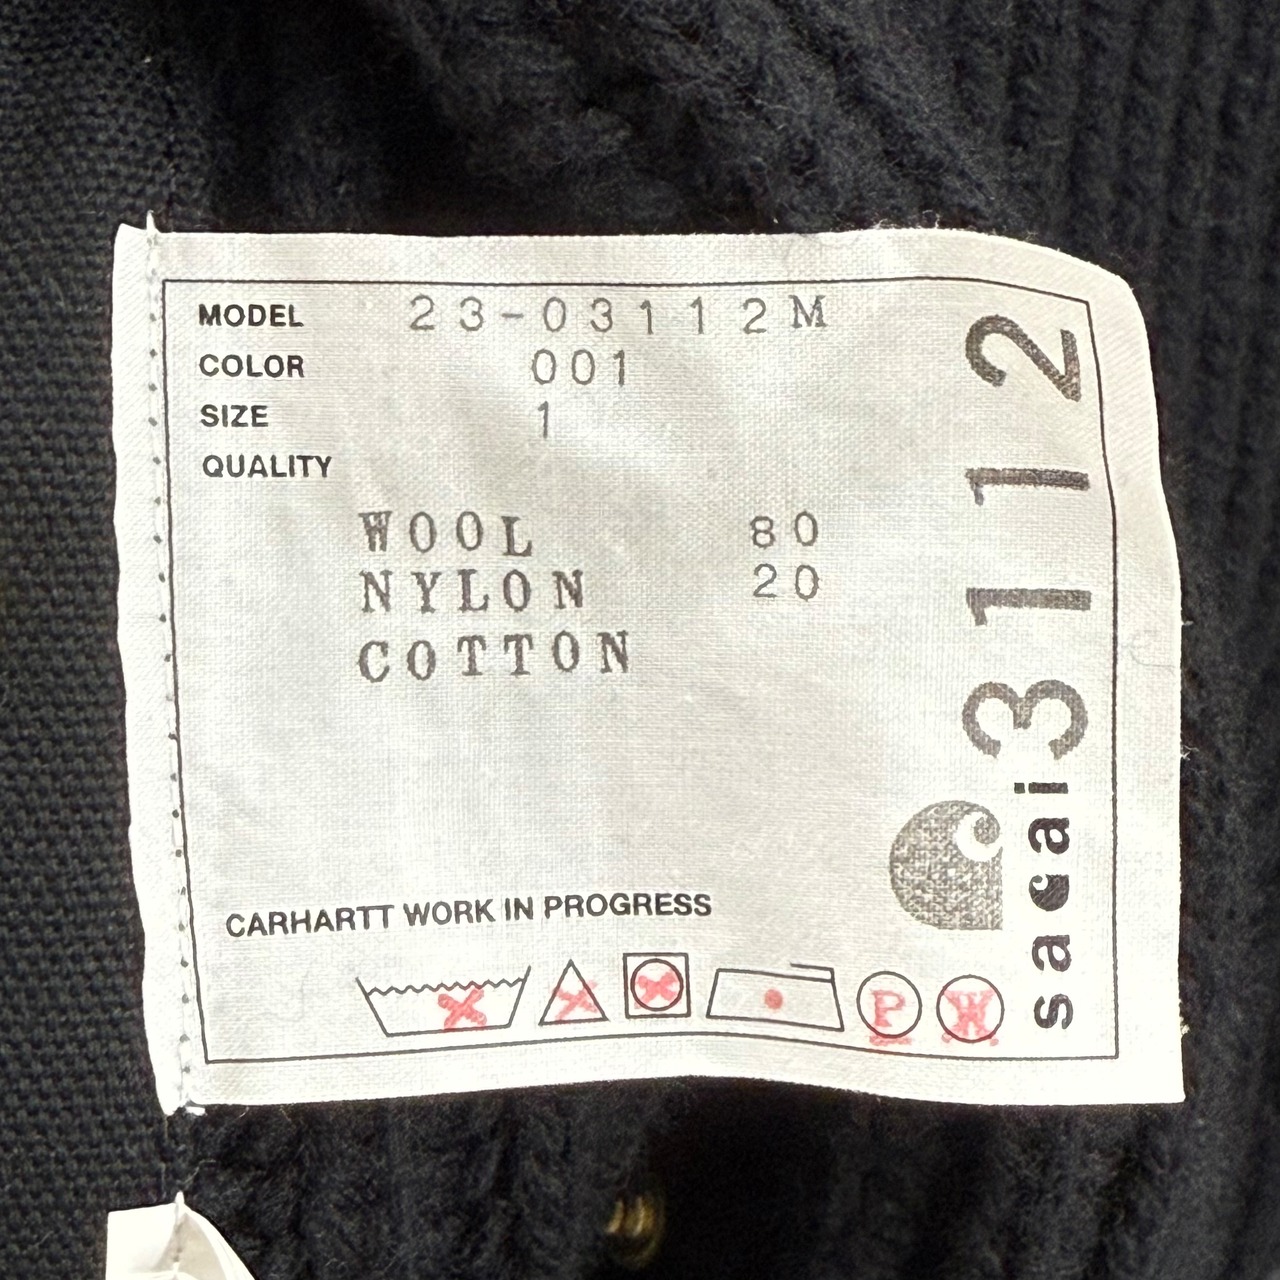 MODEL 23-03112M
COLOR 001
SIZE 1
QUALITY
WOOL 80
NYLON 20
COTTON
CARHARTT WORK IN PROGRESS
P
W
sacai 3112